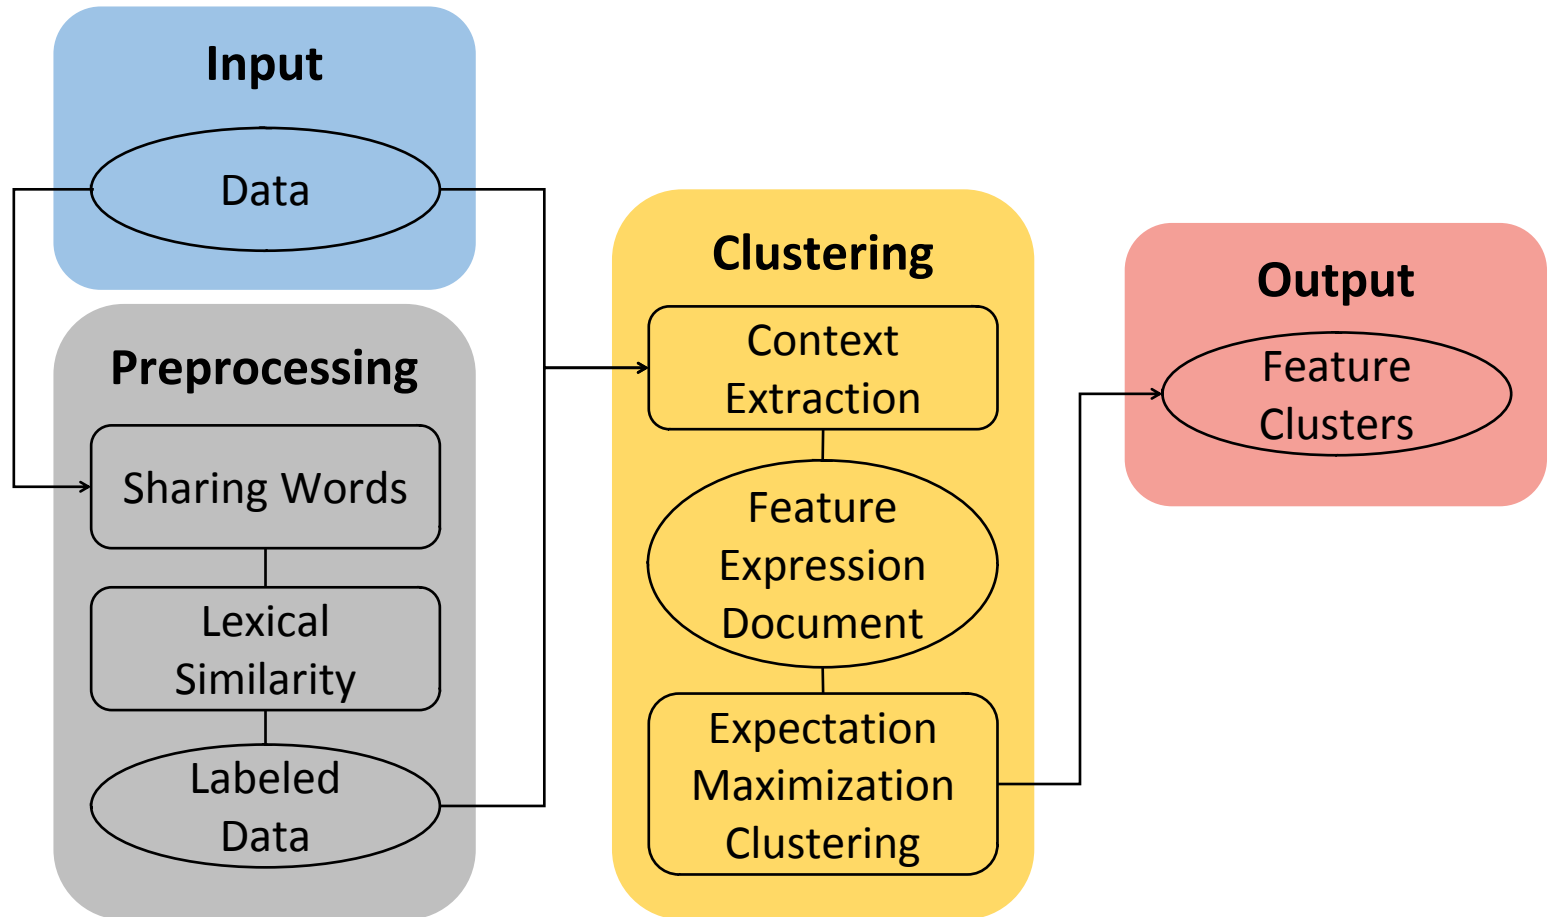 Input
Data
Preprocessing
Sharing Words
Lexical
Similarity
Labeled
Data
Clustering
Context
Extraction
Feature
Expression
Document
Expectation
Maximization
Clustering
Output
Feature
Clusters